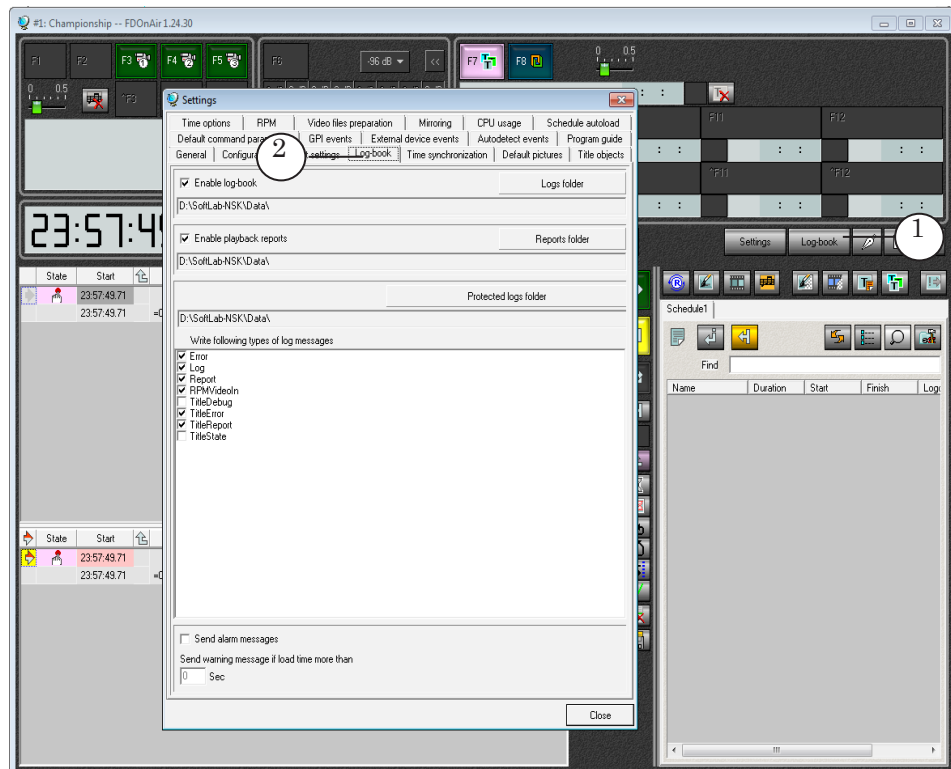 #1: Championship -- FDOnAir 1.24.30
F1 F2 F3 F4 F5 F6 -96 dB << F7 F8 0 0.5
0 0.5 ^F3 : :
F11 F12
: : : : : :
^F11 ^F12
: : : : : :
23:57:4
Settings Log-book
1
State Start
23:57:49.71
23:57:49.71
Settings
Time options RPM Video files preparation Mirroring CPU usage Schedule autoload
GPI events External device events Autodetect events Program guide
Default command
General settings Log-book Time synchronization Default pictures Title objects
2
Enable log-book Logs folder
D:\SoftLab-NSK\Data\
Enable playback reports Reports folder
D:\SoftLab-NSK\Data\
Protected logs folder
D:\SoftLab-NSK\Data\
Write following types of log messages
Error
Log
Report
RPMVideoIn
TitleDebug
TitleError
TitleReport
TitleState
Send alarm messages
Send warning message if load time more than
0 Sec
Close
Schedule1
Find
Name Duration Start Finish
State Start
23:57:49.71
23:57:49.71